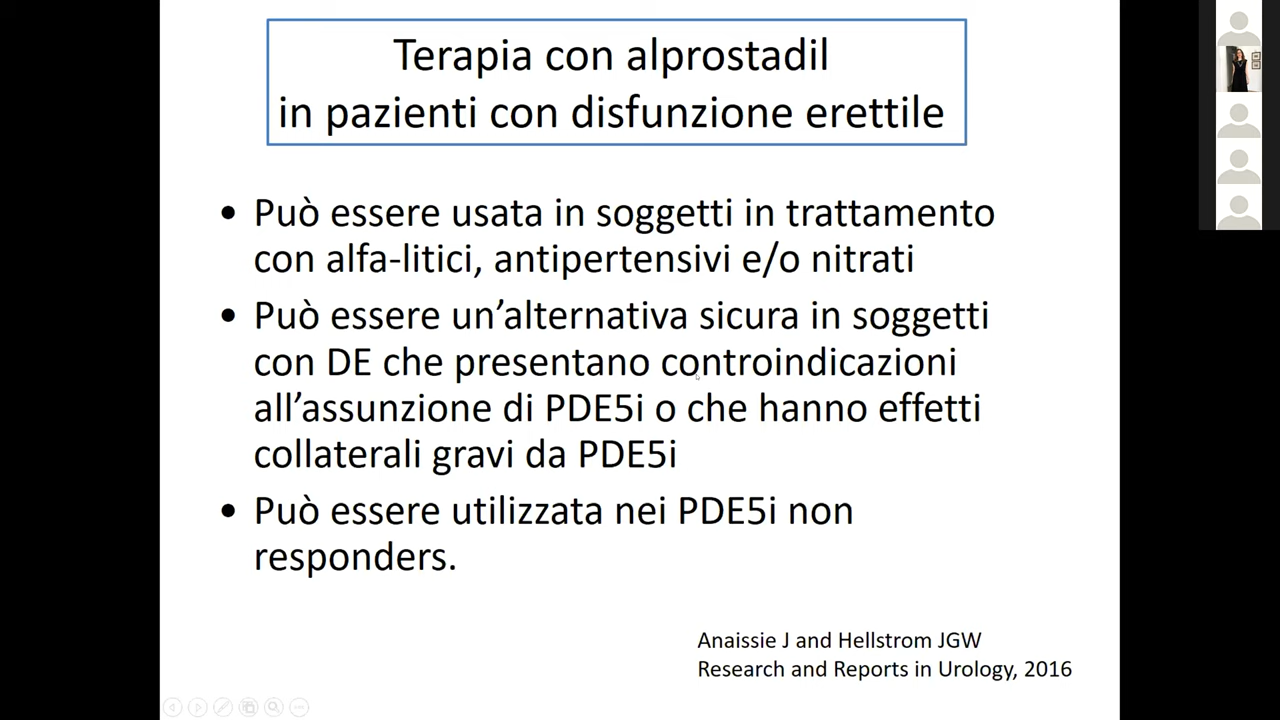 Terapia con alprostadil
in pazienti con disfunzione erettile
• Può essere usata in soggetti in trattamento
con alfa-litici, antipertensivi e/o nitrati
• Può essere un’alternativa sicura in soggetti
con DE che presentano controindicazioni
all’assunzione di PDE5i o che hanno effetti
collaterali gravi da PDE5i
• Può essere utilizzata nei PDE5i non
responders.
Anaissie J and Hellstrom JGW
Research and Reports in Urology, 2016